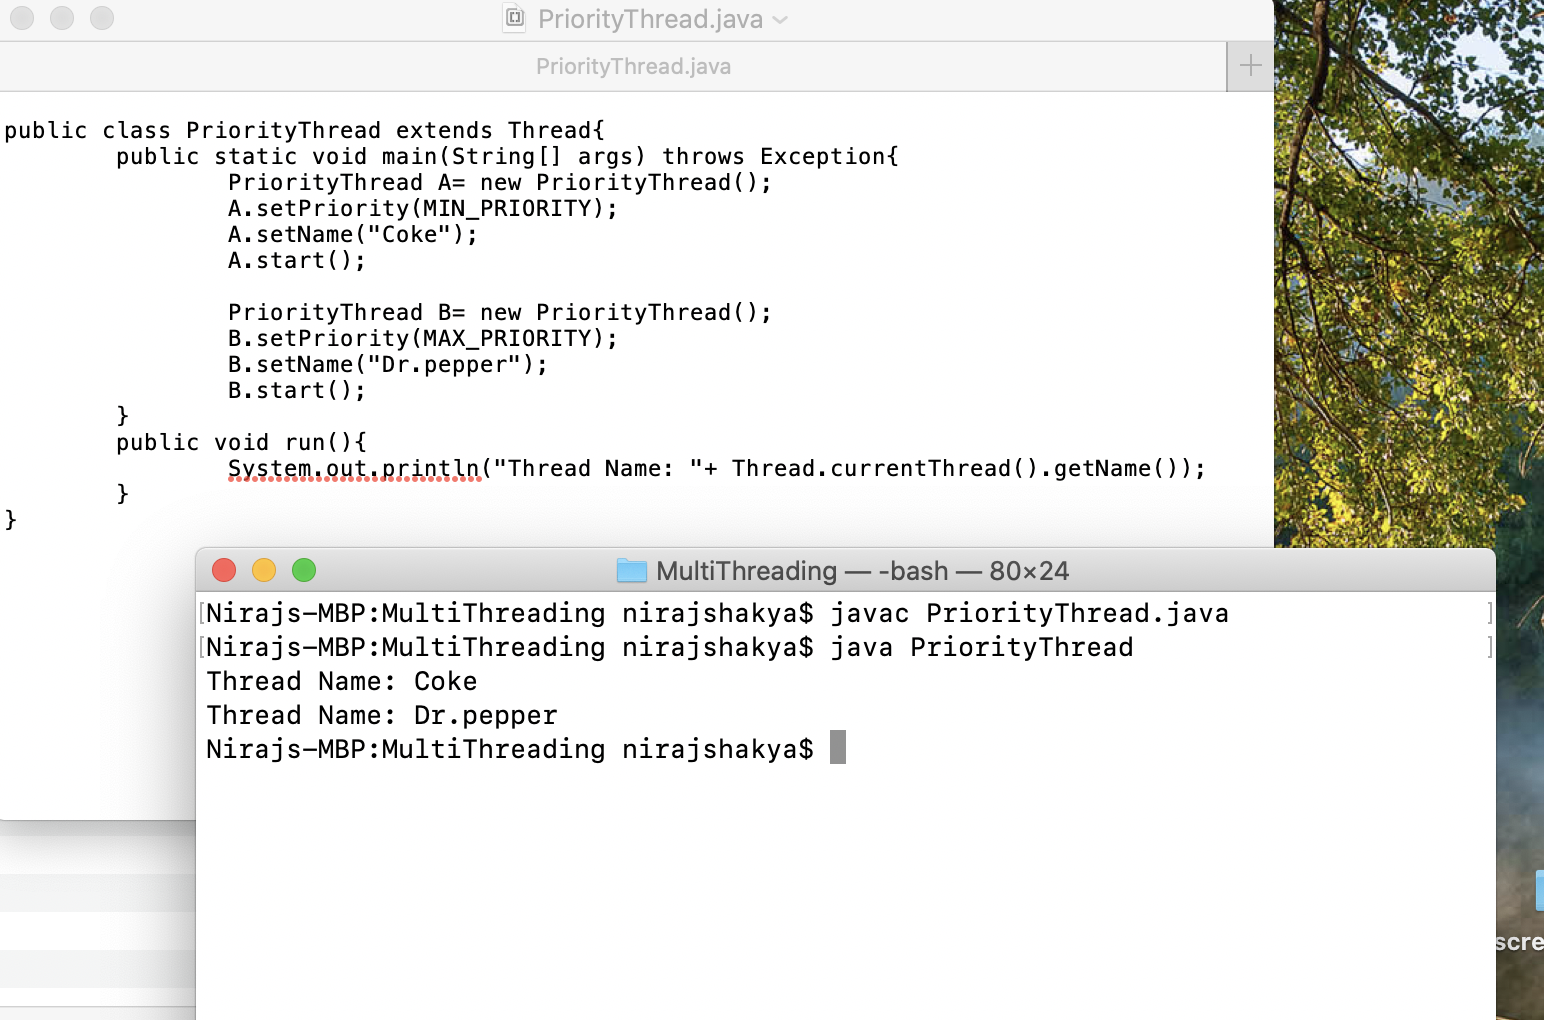 PriorityThread.java
PriorityThread.java
public class PriorityThread extends Thread{
public static void main(String[] args) throws Exception{
PriorityThread A= new PriorityThread();
A.setPriority(MIN_PRIORITY);
A.setName("Coke");
A.start();
PriorityThread B= new PriorityThread();
B.setPriority(MAX_PRIORITY);
B.setName("Dr.pepper");
B.start();
}
public void run(){
System.out.println("Thread Name: "+ Thread.currentThread().getName());
}
}
MultiThreading — -bash — 80×24
[Nirajs-MBP:MultiThreading nirajshakya$ javac PriorityThread.java ]
[Nirajs-MBP:MultiThreading nirajshakya$ java PriorityThread ]
Thread Name: Coke
Thread Name: Dr.pepper
Nirajs-MBP:MultiThreading nirajshakya$
scre